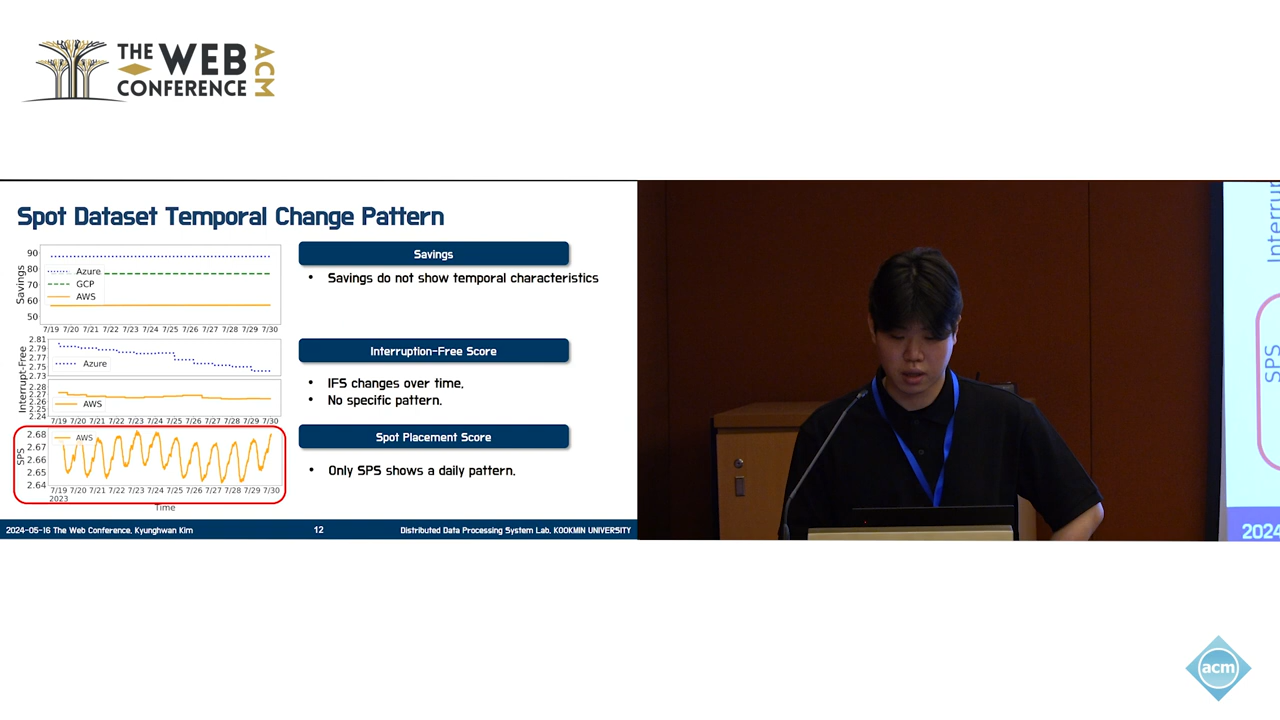 THE WEB
CONFERENCE
ACM
Spot Dataset Temporal Change Pattern
Savings
90
80
70
60
50
Azure
GCP
AWS
7/19 7/20 7/21 7/22 7/23 7/24 7/25 7/26 7/27 7/28 7/29 7/30
Savings
• Savings do not show temporal characteristics
Interrupt-Free
2.81
2.79
2.77
2.75
2.73
Azure
2.28
2.27
2.26
2.25
2.24
AWS
7/19 7/20 7/21 7/22 7/23 7/24 7/25 7/26 7/27 7/28 7/29 7/30
Interruption-Free Score
• IFS changes over time.
• No specific pattern.
SPS
2.68
2.67
2.66
2.65
2.64
AWS
7/19 7/20 7/21 7/22 7/23 7/24 7/25 7/26 7/27 7/28 7/29 7/30
2023
Time
Spot Placement Score
• Only SPS shows a daily pattern.
2024-05-16 The Web Conference, Kyunghwan Kim
12
Distributed Data Processing System Lab, KOOKMIN UNIVERSITY
SPS
acm